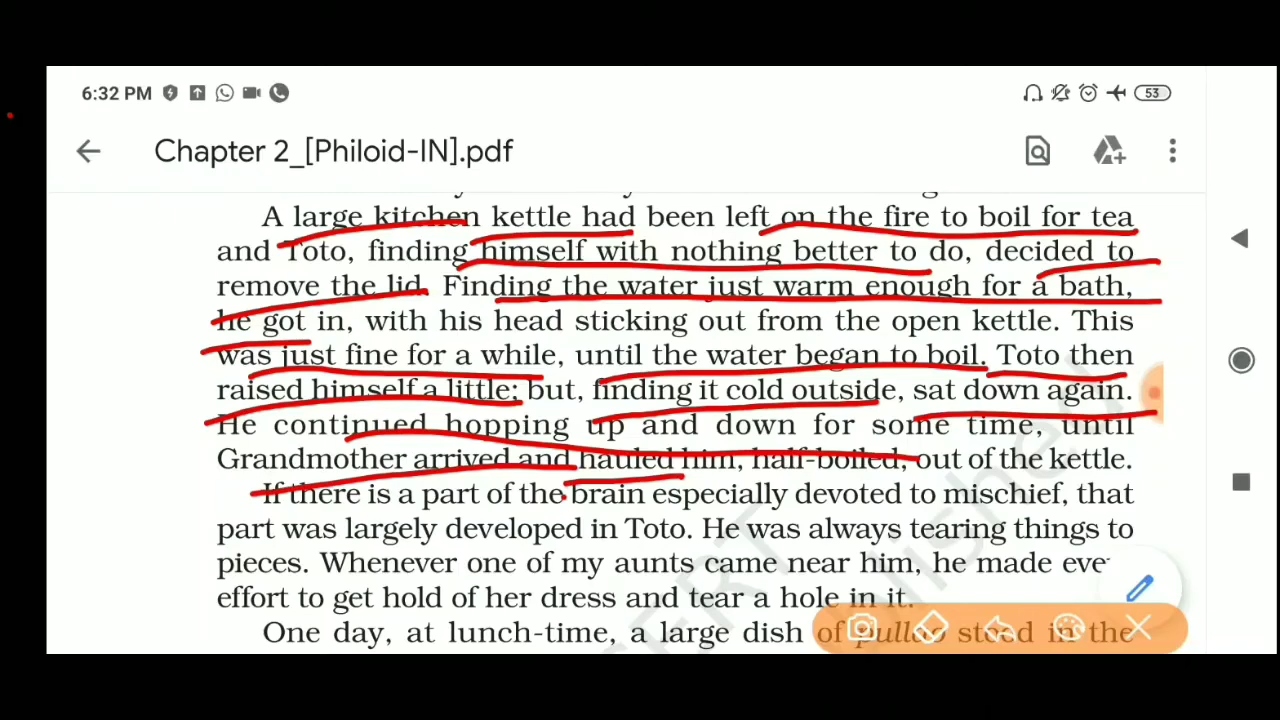 6:32 PM
53
Chapter 2_[Philoid-IN].pdf
A large kitchen kettle had been left on the fire to boil for tea
and Toto, finding himself with nothing better to do, decided to
remove the lid. Finding the water just warm enough for a bath,
he got in, with his head sticking out from the open kettle. This
was just fine for a while, until the water began to boil. Toto then
raised himself a little; but, finding it cold outside, sat down again.
He continued hopping up and down for some time, until
Grandmother arrived and hauled him, half-boiled, out of the kettle.
If there is a part of the brain especially devoted to mischief, that
part was largely developed in Toto. He was always tearing things to
pieces. Whenever one of my aunts came near him, he made
effort to get hold of her dress and tear a hole in it.
One day, at lunch-time, a large dish of pullao stood in the